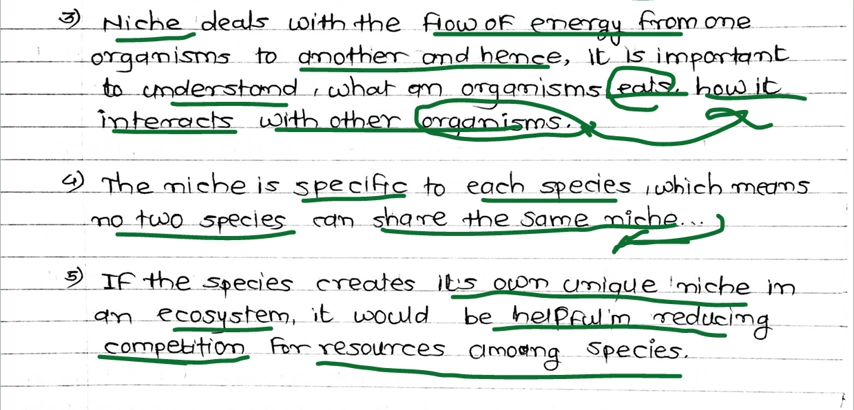 3) Niche deals with the flow of energy from one
organisms to another and hence, it is important
to understand, what an organisms eats. how it
interacts with other organisms.
4) The niche is specific to each species, which means
no two species can share the same niche...
5) If the species creates its own unique niche in
an ecosystem, it would be helpful in reducing
competition for resources among species.